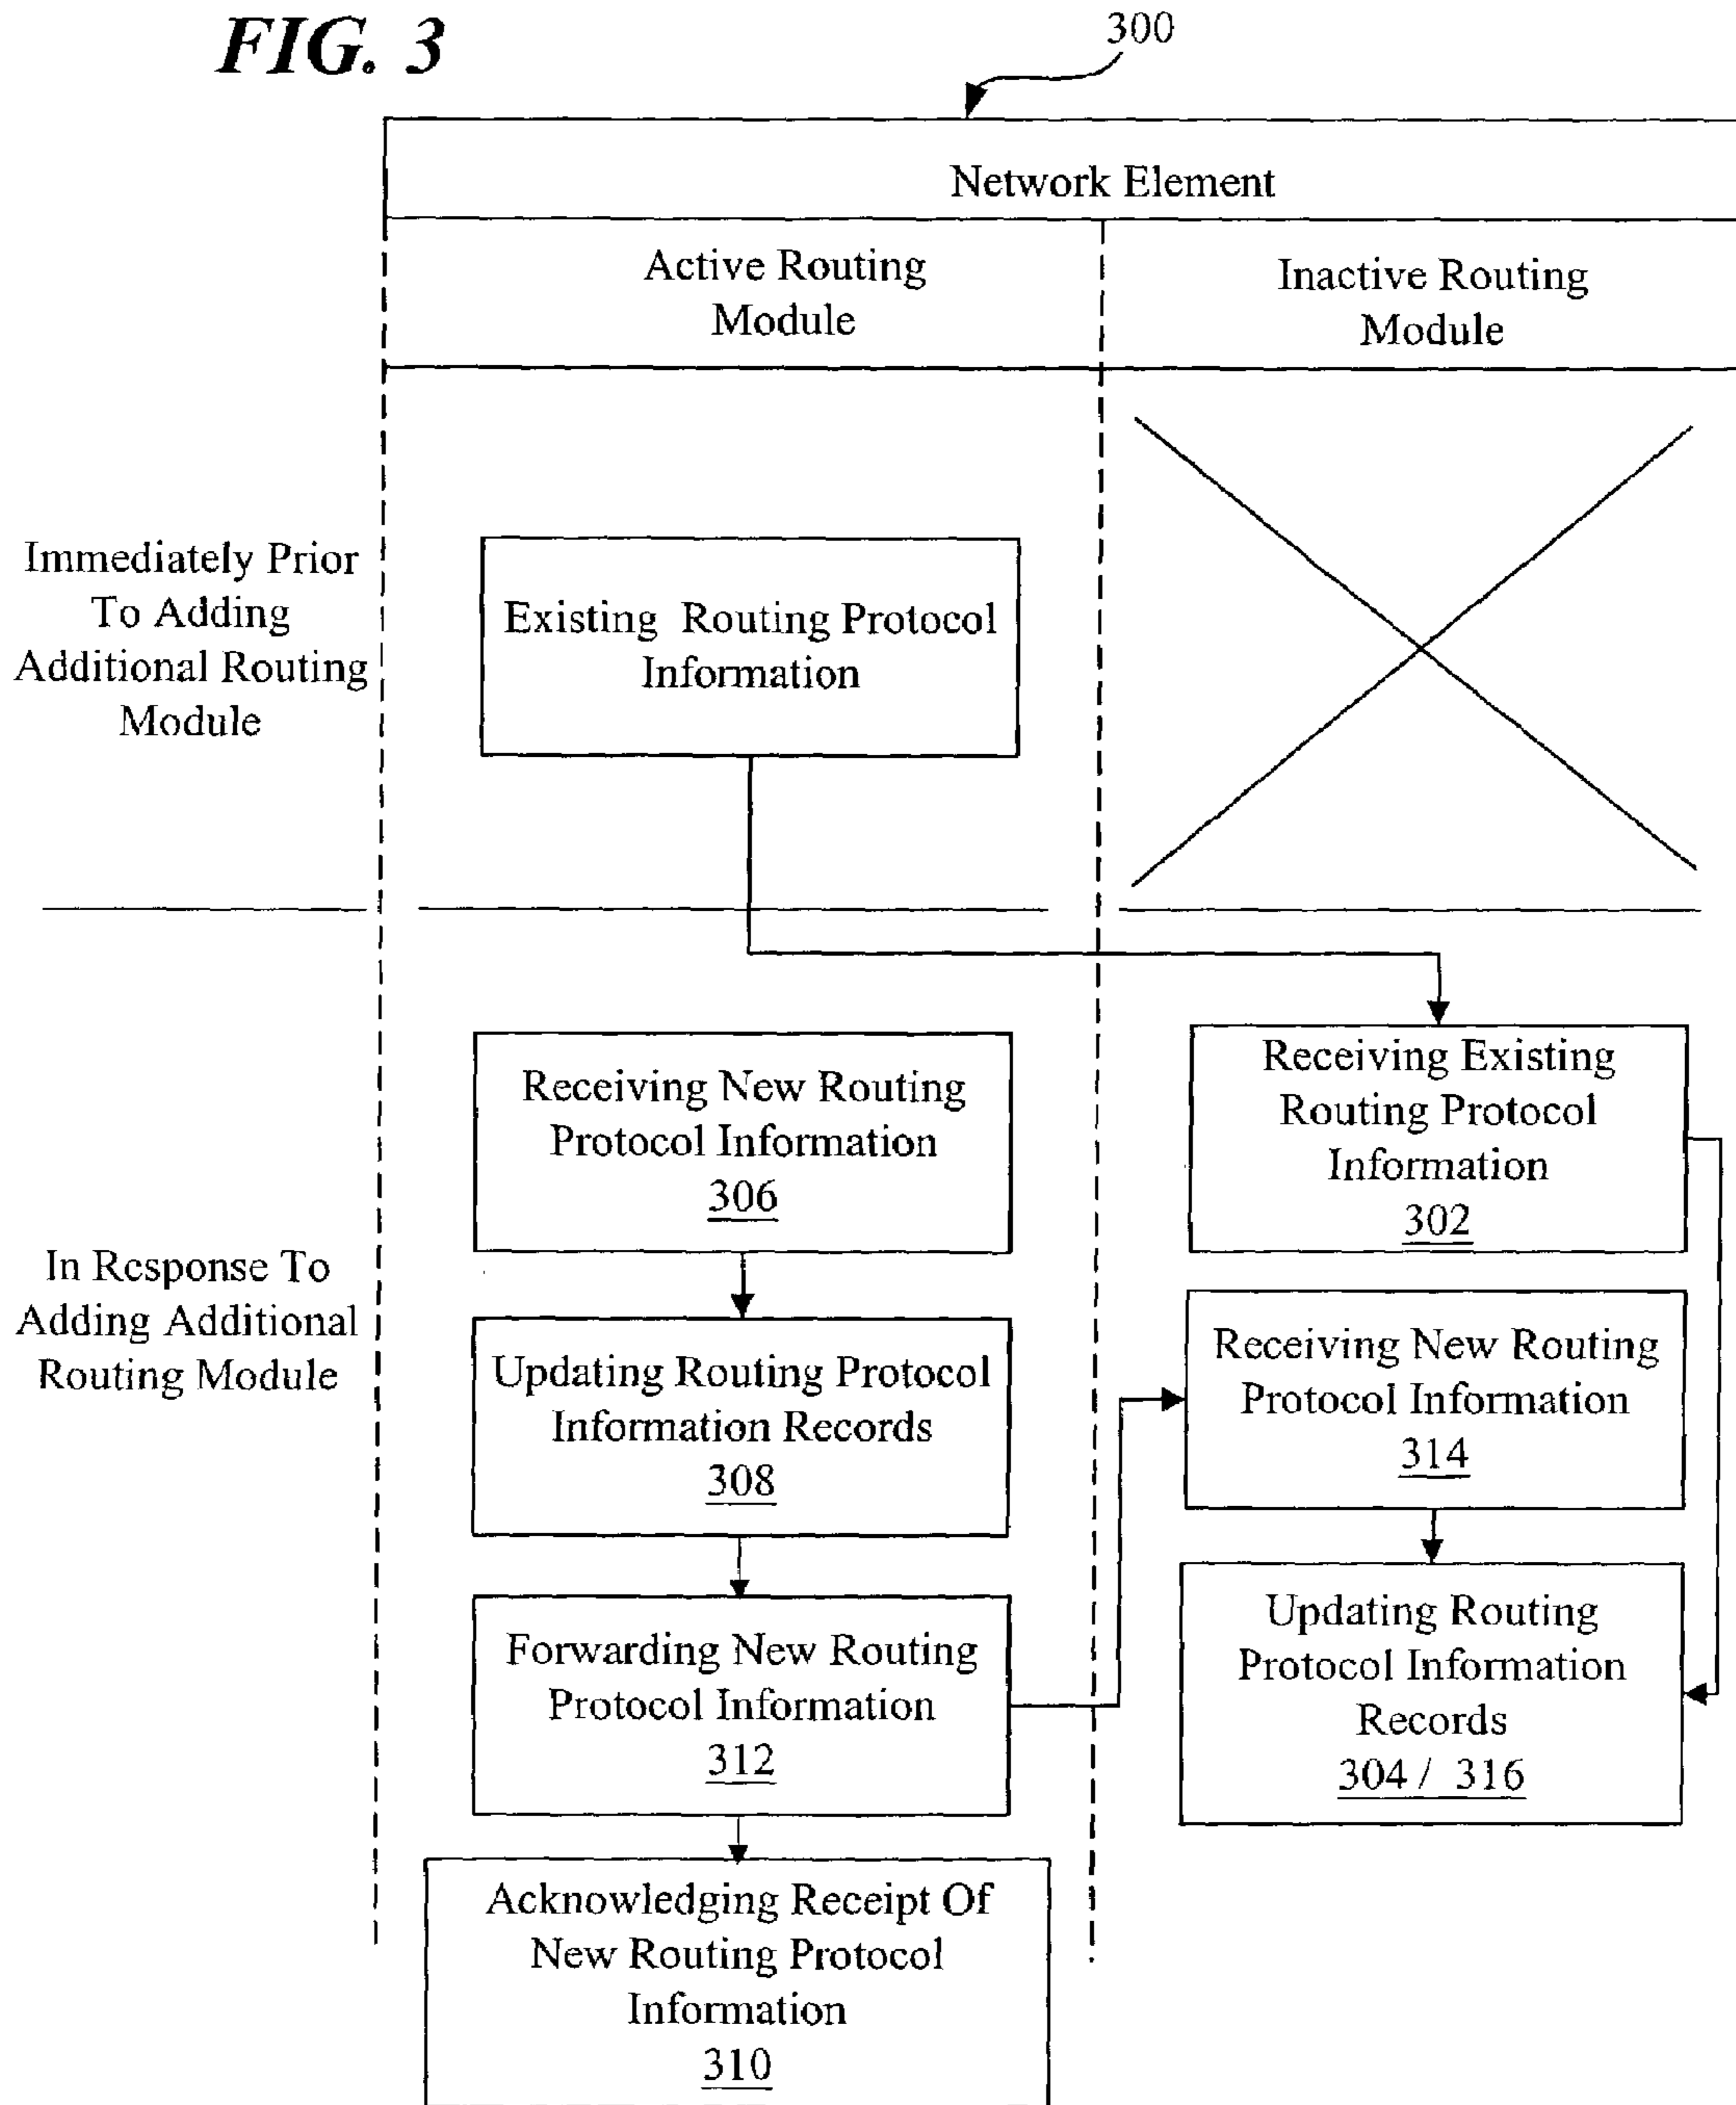 FIG. 3
300
Network Element
Active Routing
Module
Inactive Routing
Module
Immediately Prior
To Adding
Additional Routing
Module
Existing Routing Protocol
Information
In Response To
Adding Additional
Routing Module
Receiving New Routing
Protocol Information
306
Updating Routing Protocol
Information Records
308
Forwarding New Routing
Protocol Information
312
Acknowledging Receipt Of
New Routing Protocol
Information
310
Receiving Existing
Routing Protocol
Information
302
Receiving New Routing
Protocol Information
314
Updating Routing
Protocol Information
Records
304 / 316